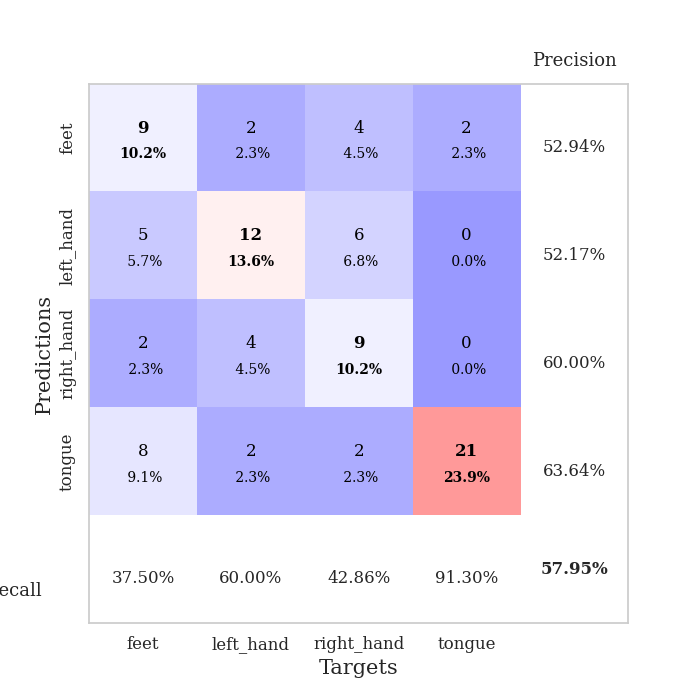 Precision
feet
9 2 4 2
10.2% 2.3% 4.5% 2.3%
52.94%
left_hand
5 12 6 0
5.7% 13.6% 6.8% 0.0%
52.17%
right_hand
2 4 9 0
2.3% 4.5% 10.2% 0.0%
60.00%
tongue
8 2 2 21
9.1% 2.3% 2.3% 23.9%
63.64%
Predictions
ecall
37.50% 60.00% 42.86% 91.30% 57.95%
feet left_hand right_hand tongue
Targets